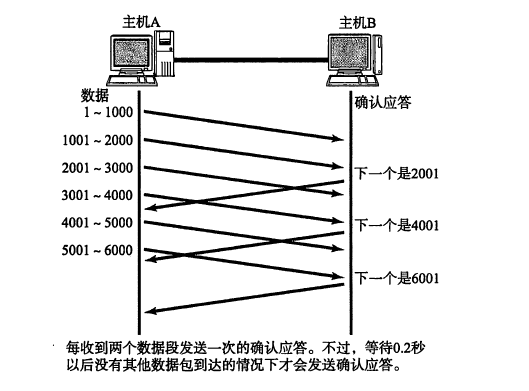 主机A
主机B
数据
确认应答
1～1000
1001～2000
2001～3000
下一个是2001
3001～4000
4001～5000
下一个是4001
5001～6000
下一个是6001
每收到两个数据段发送一次的确认应答。不过，等待0.2秒
以后没有其他数据包到达的情况下才会发送确认应答。